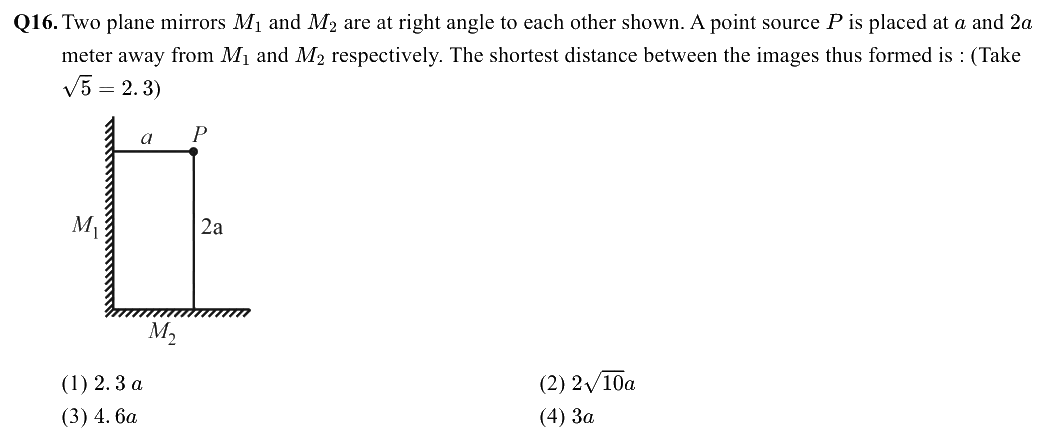 Q16. Two plane mirrors M₁ and M₂ are at right angle to each other shown. A point source P is placed at a and 2a
meter away from M₁ and M₂ respectively. The shortest distance between the images thus formed is : (Take
√5 = 2. 3)
a P
M₁ 2a
M₂
(1) 2. 3 a (2) 2√10a
(3) 4. 6a (4) 3a